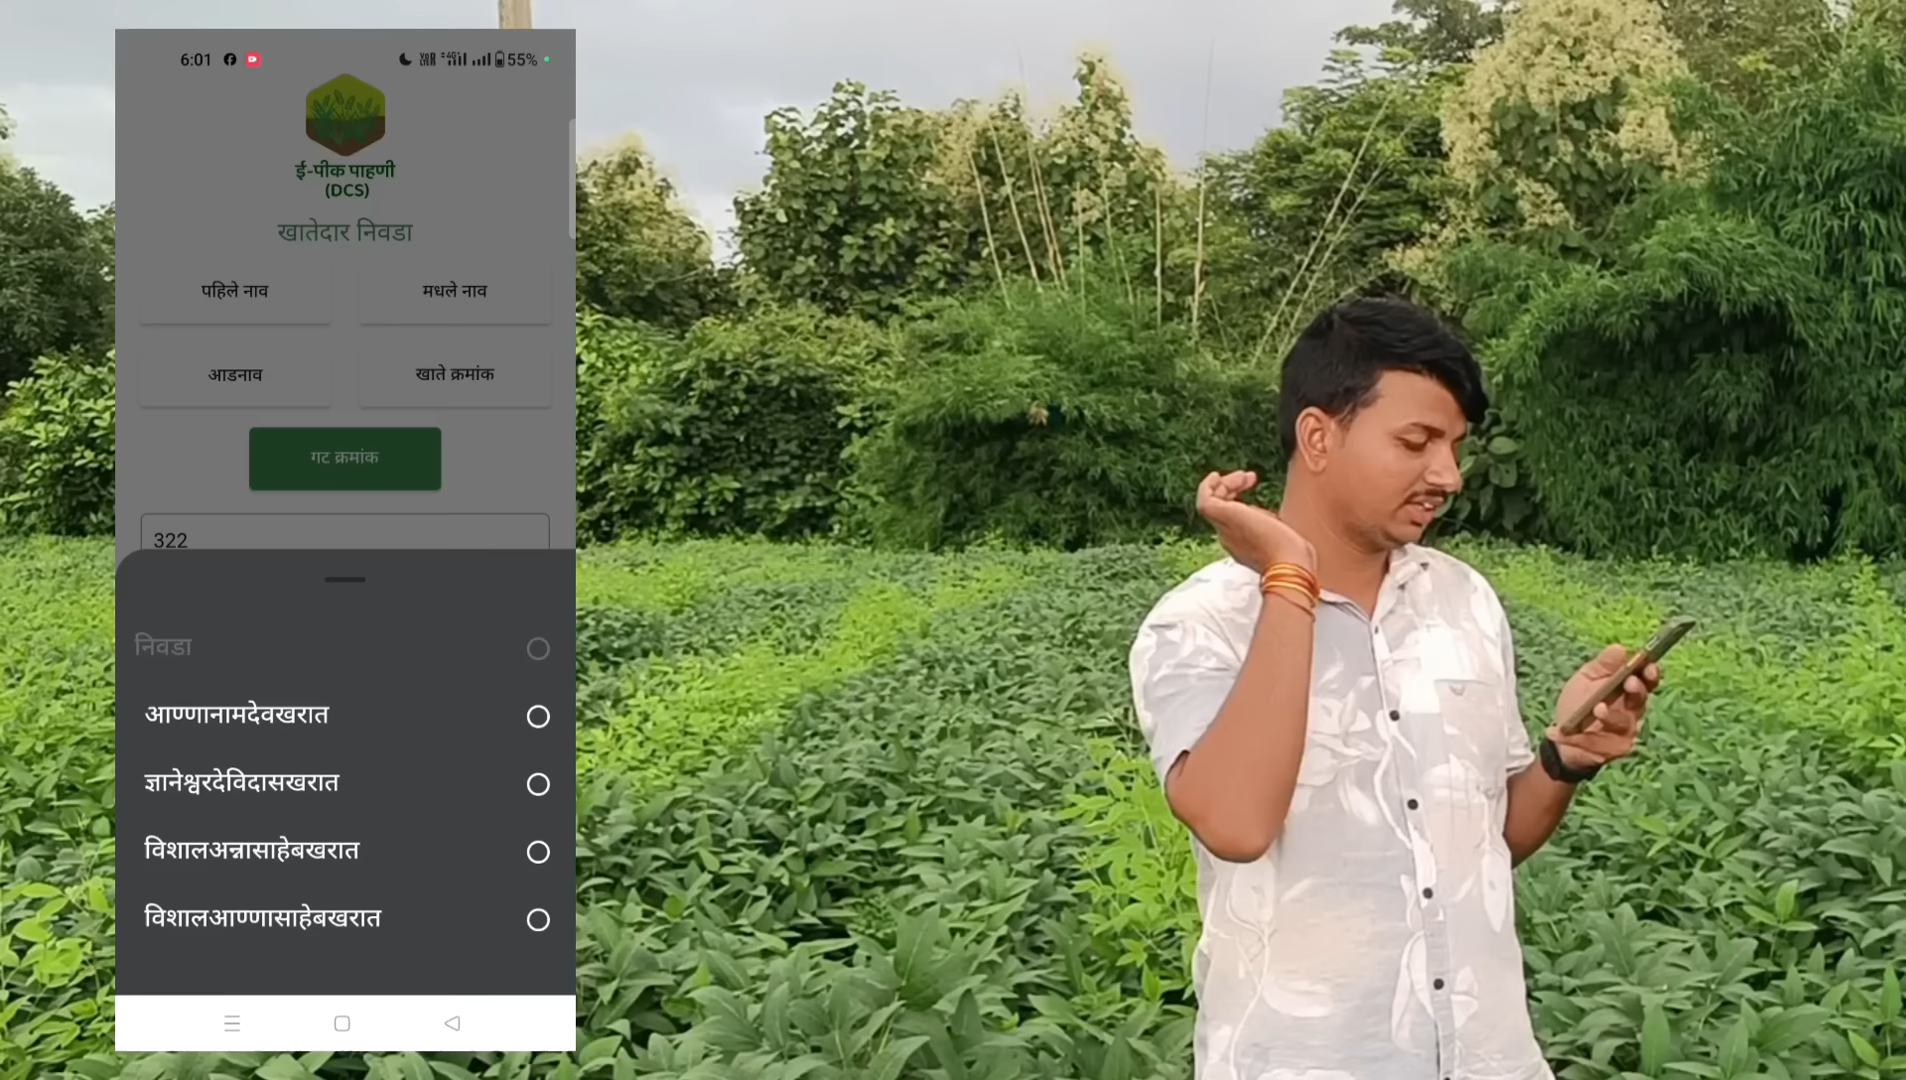 6:01
55%
ई-पीक पाहणी
(DCS)
खातेदार निवडा
पहिले नाव
मधले नाव
आडनाव
खाते क्रमांक
गट क्रमांक
322
निवडा
आण्णानामदेवखरात
ज्ञानेश्वरदेविदासखरात
विशालअन्नासाहेबखरात
विशालआण्णासाहेबखरात